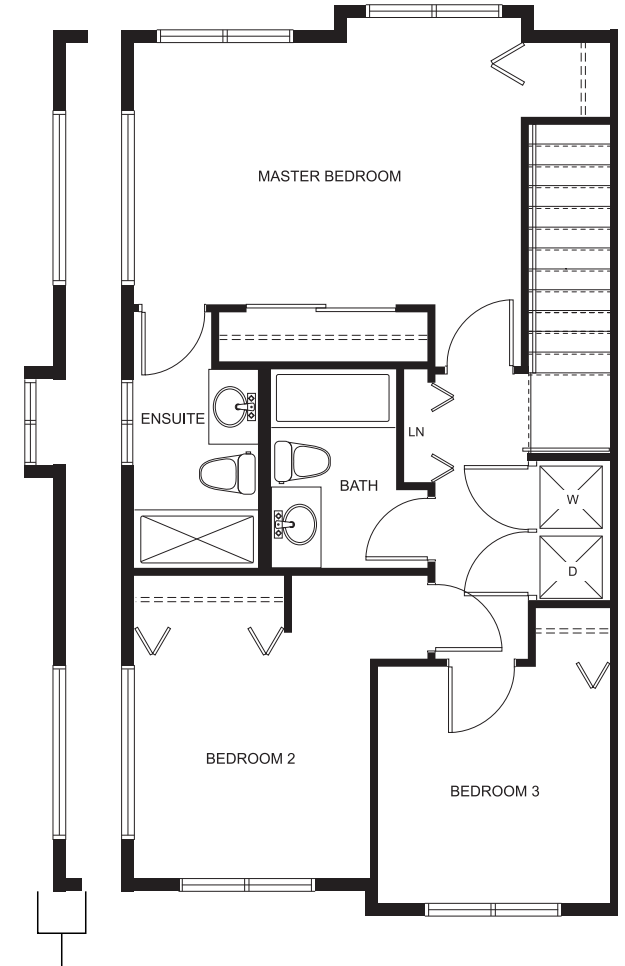 MASTER BEDROOM
ENSUITE
LN
BATH
W
D
BEDROOM 2
BEDROOM 3